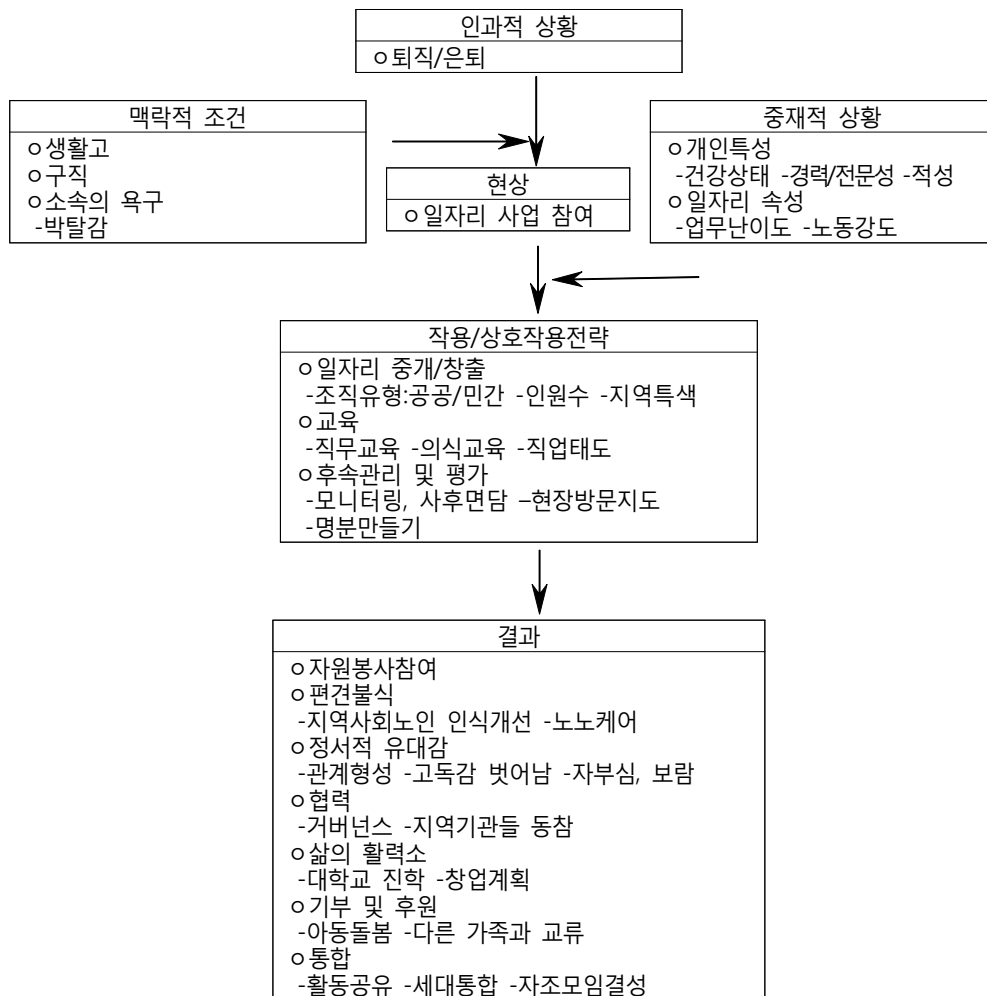 인과적 상황
ㅇ퇴직/은퇴
맥락적 조건
ㅇ생활고
ㅇ구직
ㅇ소속의 욕구
-박탈감
중재적 상황
ㅇ개인특성
-건강상태 -경력/전문성 -적성
ㅇ일자리 속성
-업무난이도 -노동강도
현상
ㅇ일자리 사업 참여
작용/상호작용전략
ㅇ일자리 중개/창출
-조직유형:공공/민간 -인원수 -지역특색
ㅇ교육
-직무교육 -의식교육 -직업태도
ㅇ후속관리 및 평가
-모니터링, 사후면담 –현장방문지도
-명분만들기
결과
ㅇ자원봉사참여
ㅇ편견불식
-지역사회노인 인식개선 -노노케어
ㅇ정서적 유대감
-관계형성 -고독감 벗어남 -자부심, 보람
ㅇ협력
-거버넌스 -지역기관들 동참
ㅇ삶의 활력소
-대학교 진학 -창업계획
ㅇ기부 및 후원
-아동돌봄 -다른 가족과 교류
ㅇ통합
-활동공유 -세대통합 -자조모임결성